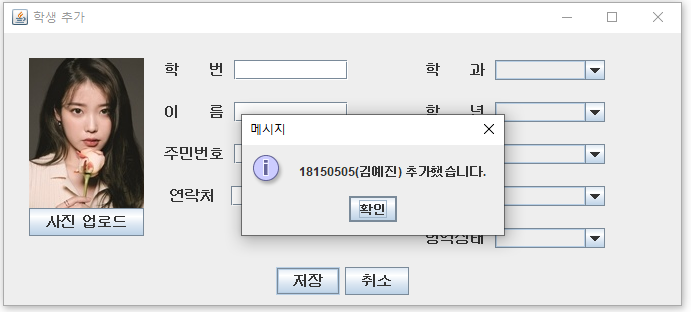 학생 추가
학 번
학 과
이 름
학 년
메시지
주민번호
18150505(김예진) 추가했습니다.
연락처
확인
사진 업로드
저장
취소